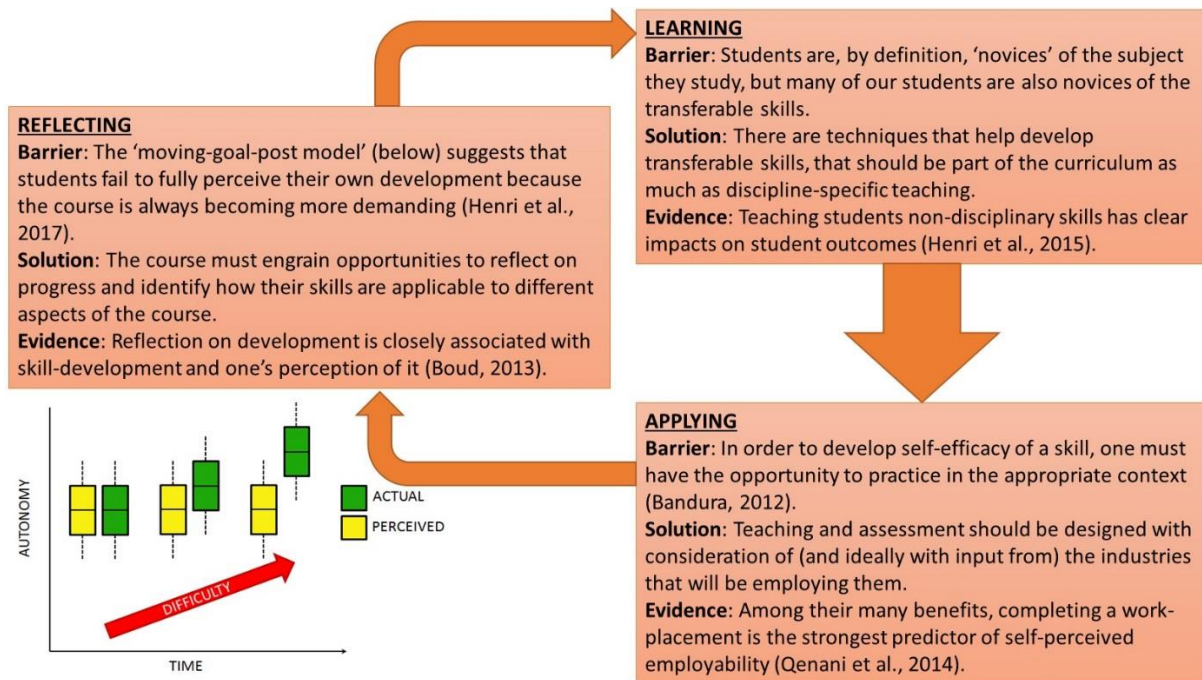 LEARNING
Barrier: Students are, by definition, ‘novices’ of the subject
they study, but many of our students are also novices of the
transferable skills.
Solution: There are techniques that help develop
transferable skills, that should be part of the curriculum as
much as discipline-specific teaching.
Evidence: Teaching students non-disciplinary skills has clear
impacts on student outcomes (Henri et al., 2015).
APPLYING
Barrier: In order to develop self-efficacy of a skill, one must
have the opportunity to practice in the appropriate context
(Bandura, 2012).
Solution: Teaching and assessment should be designed with
consideration of (and ideally with input from) the industries
that will be employing them.
Evidence: Among their many benefits, completing a work-
placement is the strongest predictor of self-perceived
employability (Qenani et al., 2014).
REFLECTING
Barrier: The ‘moving-goal-post model’ (below) suggests that
students fail to fully perceive their own development because
the course is always becoming more demanding (Henri et al.,
2017).
Solution: The course must engrain opportunities to reflect on
progress and identify how their skills are applicable to different
aspects of the course.
Evidence: Reflection on development is closely associated with
skill-development and one’s perception of it (Boud, 2013).
AUTONOMY
ACTUAL
PERCEIVED
DIFFICULTY
TIME